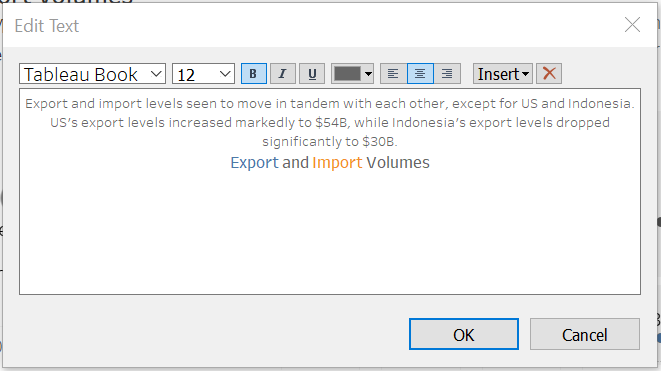 ort Volumes
Edit Text
Tableau Book 12 B I U Insert
Export and import levels seen to move in tandem with each other, except for US and Indonesia.
US's export levels increased markedly to $54B, while Indonesia's export levels dropped
significantly to $30B.
Export and Import Volumes
OK Cancel